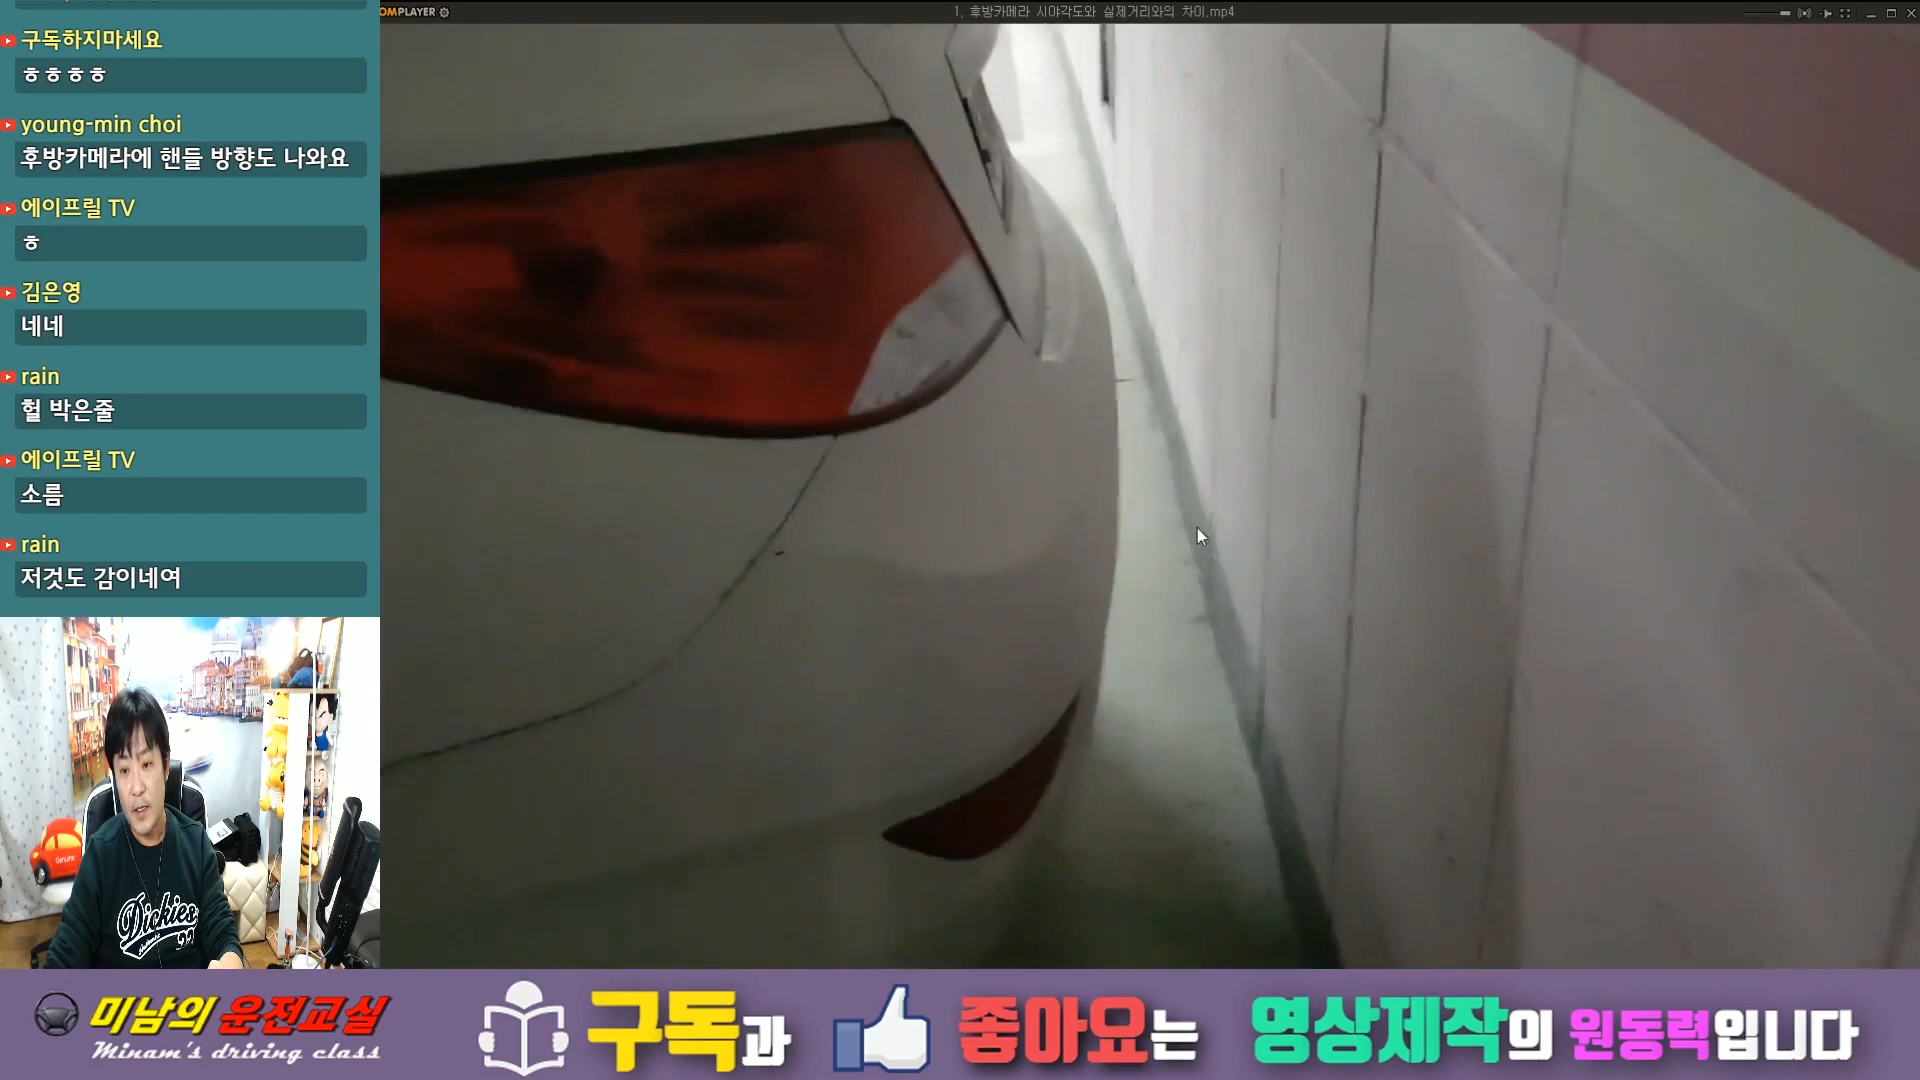 OMPLAYER
1, 후방카메라 시야각도와 실제거리와의 차이.mp4
구독하지마세요
ㅎㅎㅎㅎ
young-min choi
후방카메라에 핸들 방향도 나와요
에이프릴 TV
ㅎ
김은영
네네
rain
헐 박은줄
에이프릴 TV
소름
rain
저것도 감이네여
Genuine
Dickies
22
미남의 운전교실
Minam's driving class
구독과 좋아요는 영상제작의 원동력입니다